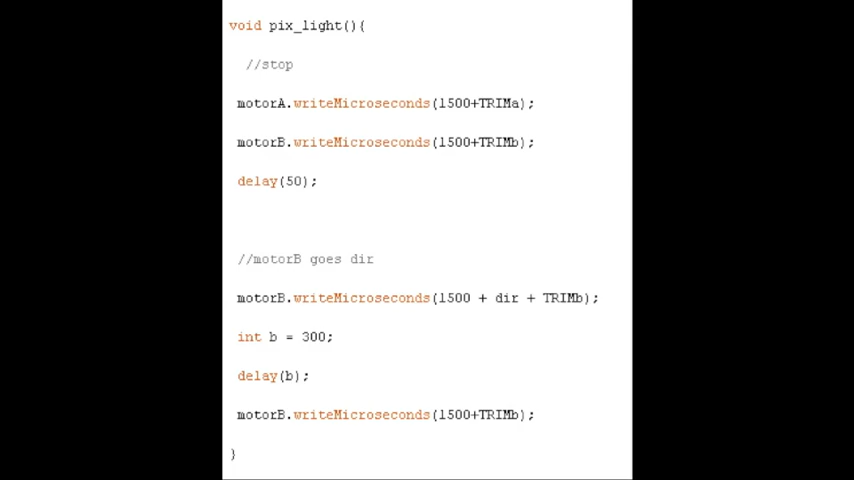 void pix_light(){
//stop
motorA.writeMicroseconds(1500+TRIMa);
motorB.writeMicroseconds(1500+TRIMb);
delay(50);
//motorB goes dir
motorB.writeMicroseconds(1500 + dir + TRIMb);
int b = 300;
delay(b);
motorB.writeMicroseconds(1500+TRIMb);
}